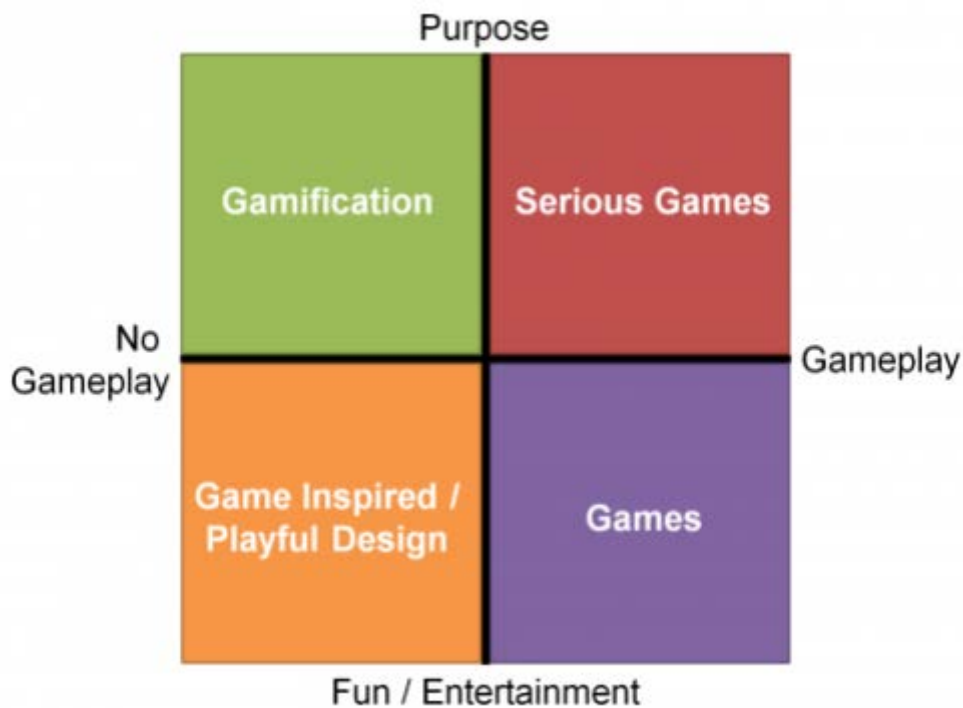 Purpose
Gamification
Serious Games
No
Gameplay
Gameplay
Game Inspired /
Playful Design
Games
Fun / Entertainment